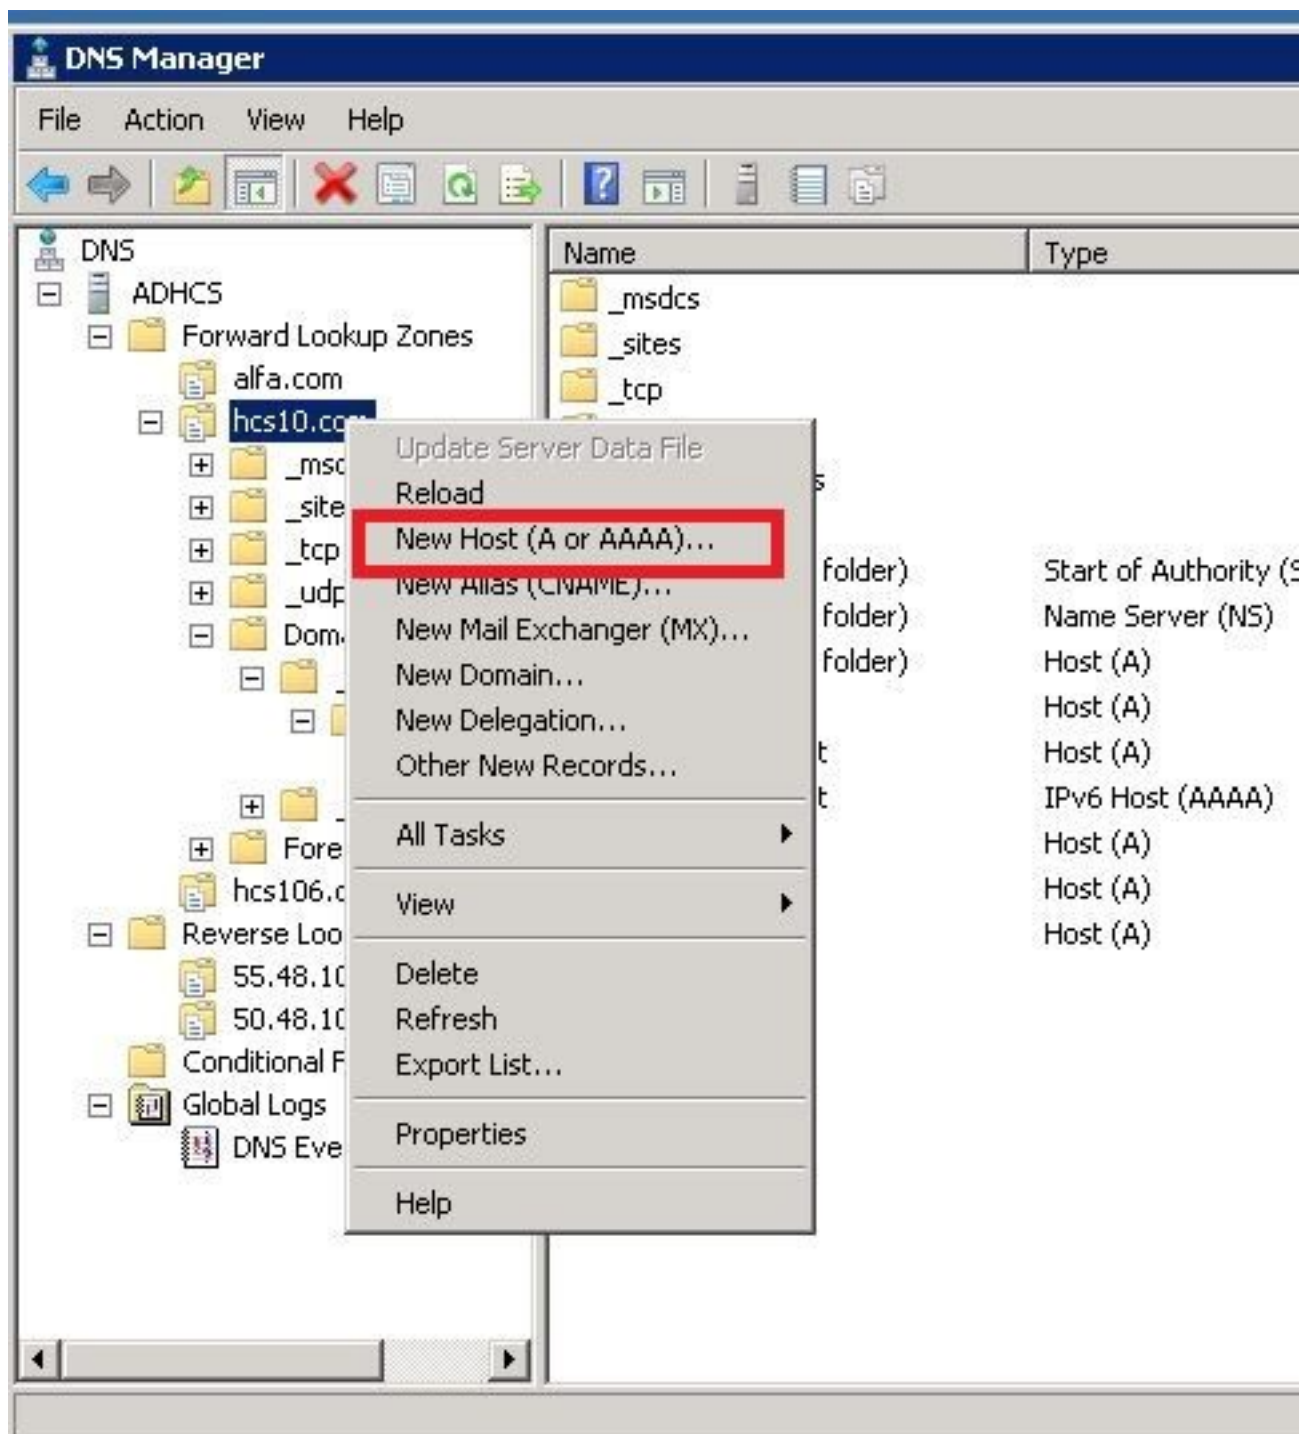 DNS Manager
File Action View Help
DNS
ADHCS
Forward Lookup Zones
alfa.com
hcs10.com
_msd
_site
_tcp
_udp
Dom
Fore
hcs106.c
Reverse Loo
55.48.10
50.48.10
Conditional F
Global Logs
DNS Eve
Update Server Data File
Reload
New Host (A or AAAA)...
New Alias (CNAME)...
New Mail Exchanger (MX)...
New Domain...
New Delegation...
Other New Records...
All Tasks
View
Delete
Refresh
Export List...
Properties
Help
Name Type
_msdcs
_sites
_tcp
s
folder) Start of Authority (S
folder) Name Server (NS)
folder) Host (A)
Host (A)
t Host (A)
t IPv6 Host (AAAA)
Host (A)
Host (A)
Host (A)